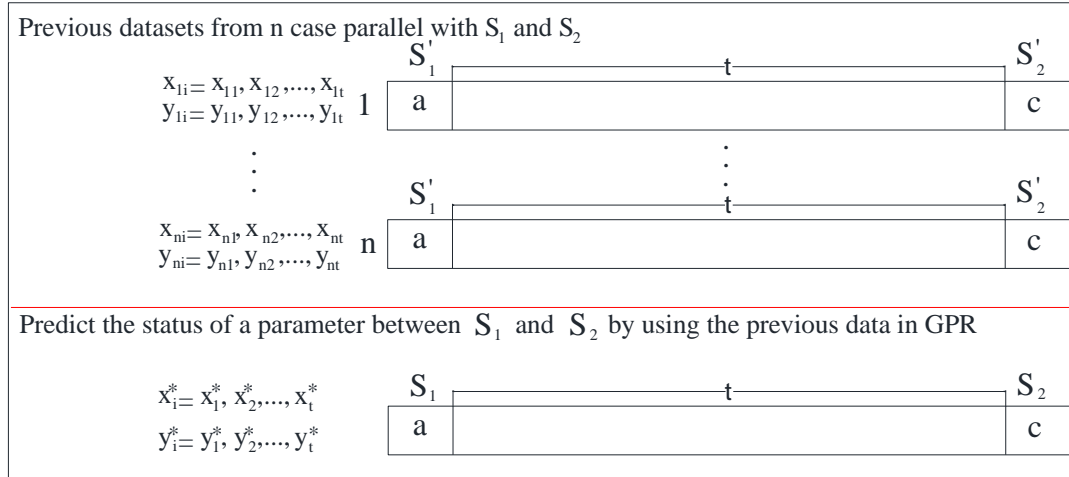 Previous datasets from n case parallel with S₁ and S₂
S'₁ t S'₂
x₁ᵢ= x₁₁, x₁₂ ,..., x₁ₜ
y₁ᵢ= y₁₁, y₁₂ ,..., y₁ₜ 1 a c
S'₁ t S'₂
xₙᵢ= xₙ₁, xₙ₂,..., xₙₜ
yₙᵢ= yₙ₁, yₙ₂,..., yₙₜ n a c
Predict the status of a parameter between S₁ and S₂ by using the previous data in GPR
S₁ t S₂
x*ᵢ= x*₁, x*₂,..., x*ₜ
y*ᵢ= y*₁, y*₂,..., y*ₜ a c